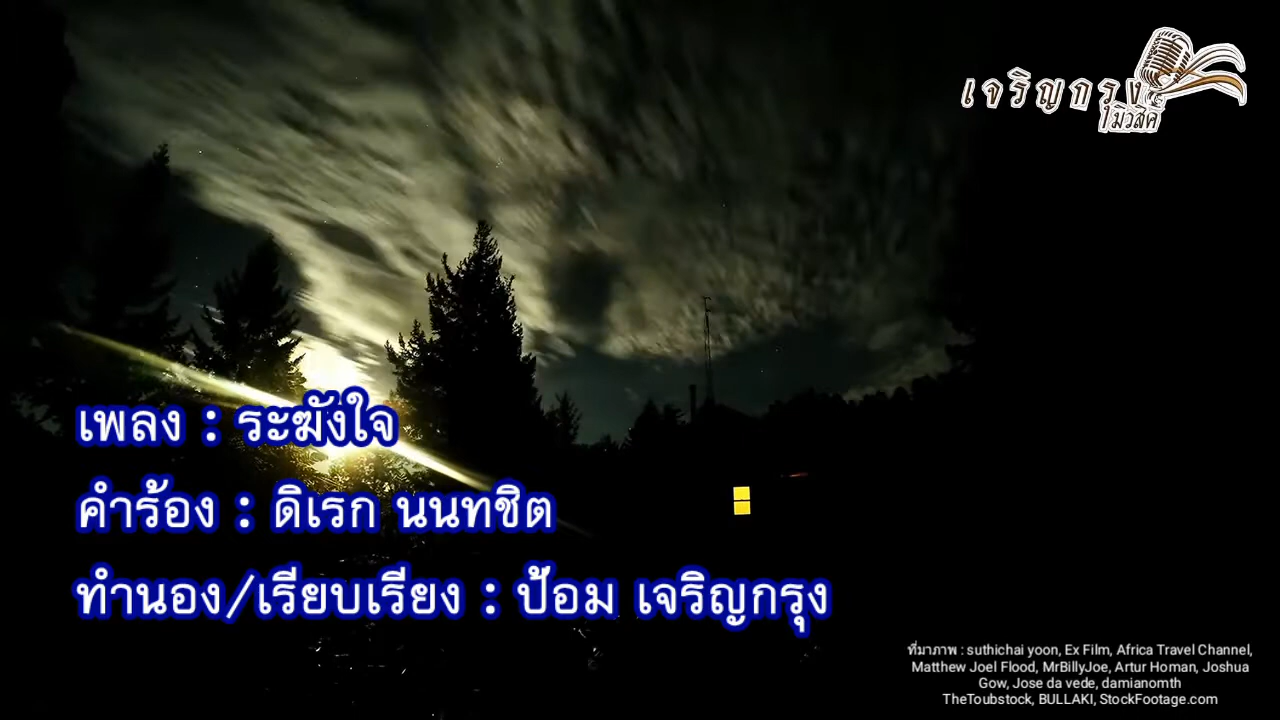 เจริญกรุง
มิวสิค
เพลง : ระฆังใจ
คำร้อง : ดิเรก นนทชิต
ทำนอง/เรียบเรียง : ป้อม เจริญกรุง
ที่มาภาพ : suthichai yoon, Ex Film, Africa Travel Channel,
Matthew Joel Flood, MrBillyJoe, Artur Homan, Joshua
Gow, Jose da vede, damianomth
TheToubstock, BULLAKI, StockFootage.com